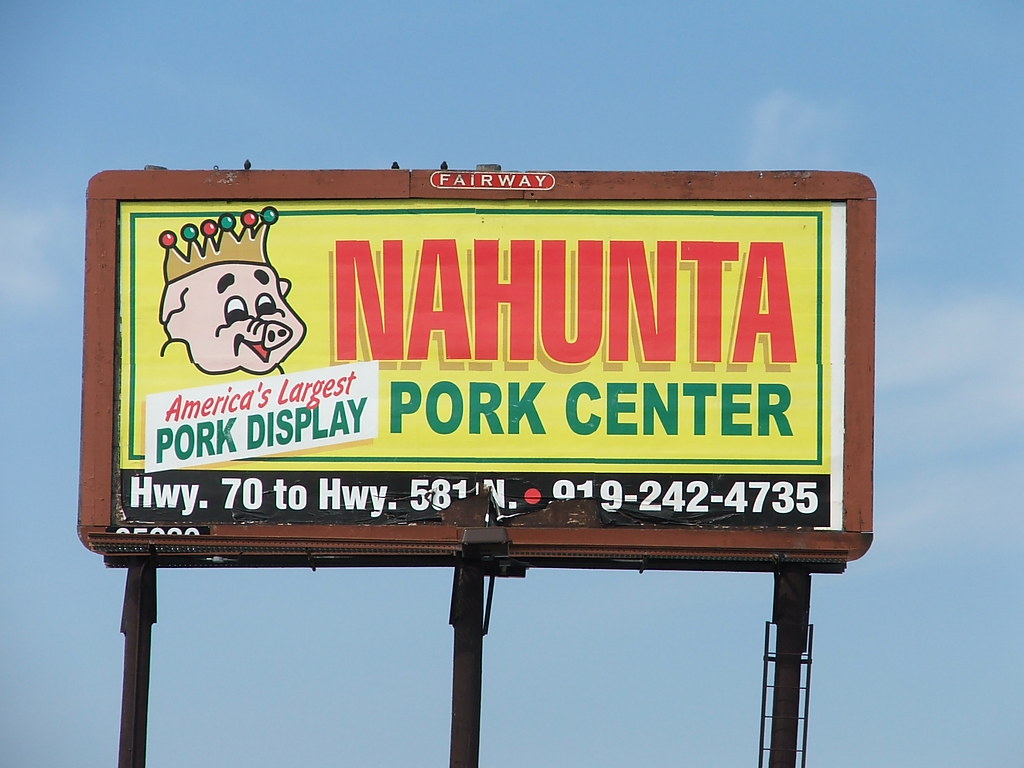 FAIRWAY
NAHUNTA
America's Largest
PORK DISPLAY
PORK CENTER
Hwy. 70 to Hwy. 581 N. • 919-242-4735